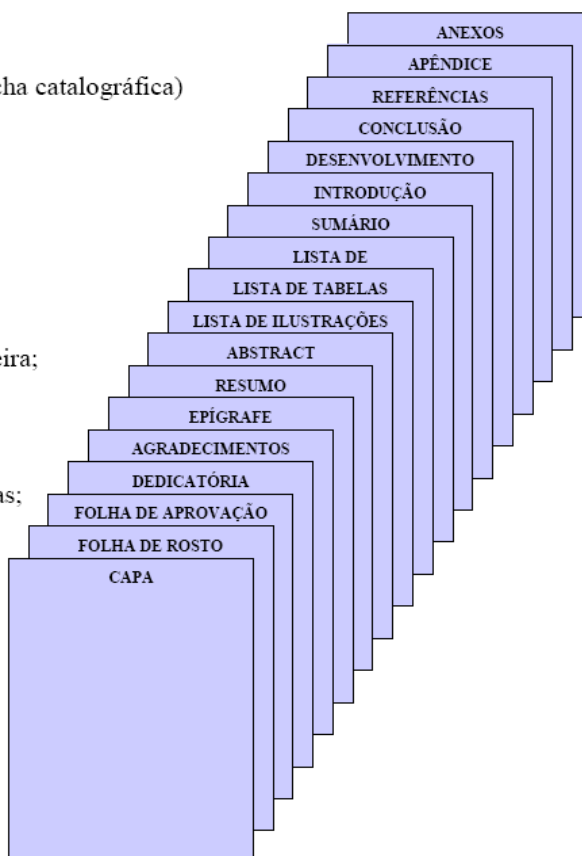 ANEXOS
APÊNDICE
cha catalográfica)
REFERÊNCIAS
CONCLUSÃO
DESENVOLVIMENTO
INTRODUÇÃO
SUMÁRIO
LISTA DE
LISTA DE TABELAS
LISTA DE ILUSTRAÇÕES
ABSTRACT
eira;
RESUMO
EPÍGRAFE
AGRADECIMENTOS
DEDICATÓRIA
as;
FOLHA DE APROVAÇÃO
FOLHA DE ROSTO
CAPA